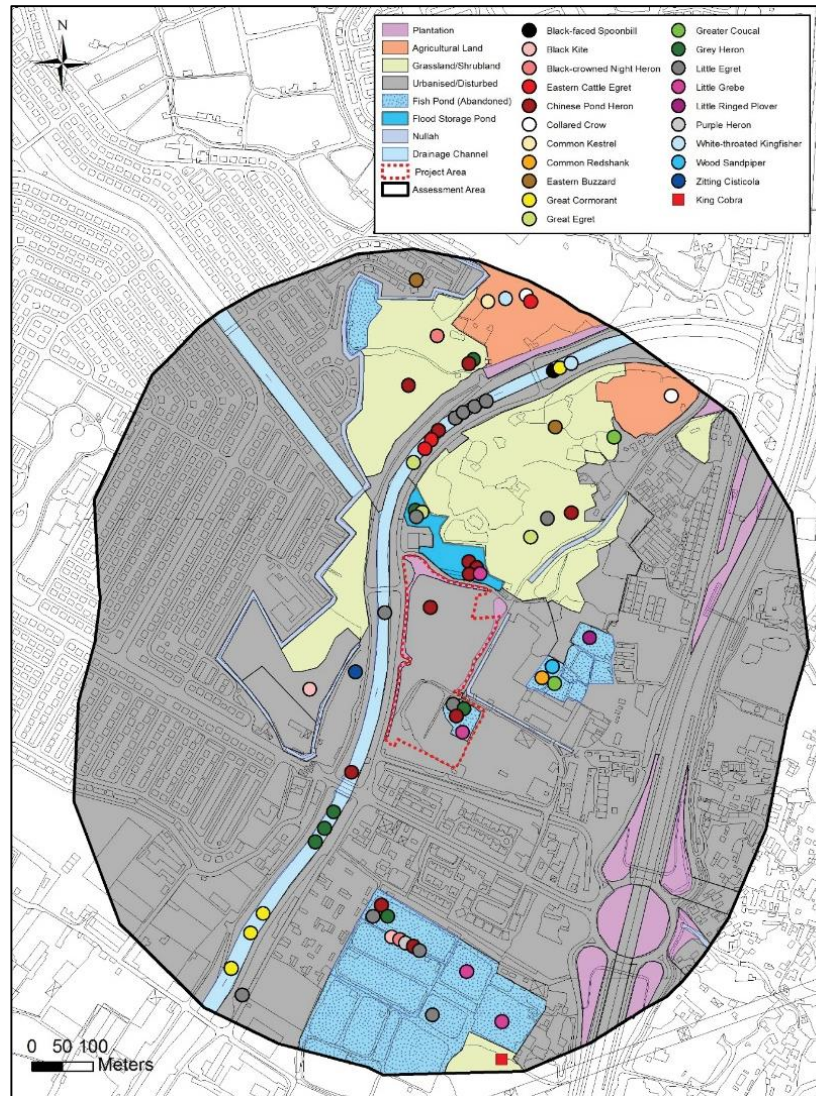 N
Plantation
Agricultural Land
Grassland/Shrubland
Urbanised/Disturbed
Fish Pond (Abandoned)
Flood Storage Pond
Nullah
Drainage Channel
Project Area
Assessment Area
Black-faced Spoonbill
Black Kite
Black-crowned Night Heron
Eastern Cattle Egret
Chinese Pond Heron
Collared Crow
Common Kestrel
Common Redshank
Eastern Buzzard
Great Cormorant
Great Egret
Greater Coucal
Grey Heron
Little Egret
Little Grebe
Little Ringed Plover
Purple Heron
White-throated Kingfisher
Wood Sandpiper
Zitting Cisticola
King Cobra
0 50 100
Meters